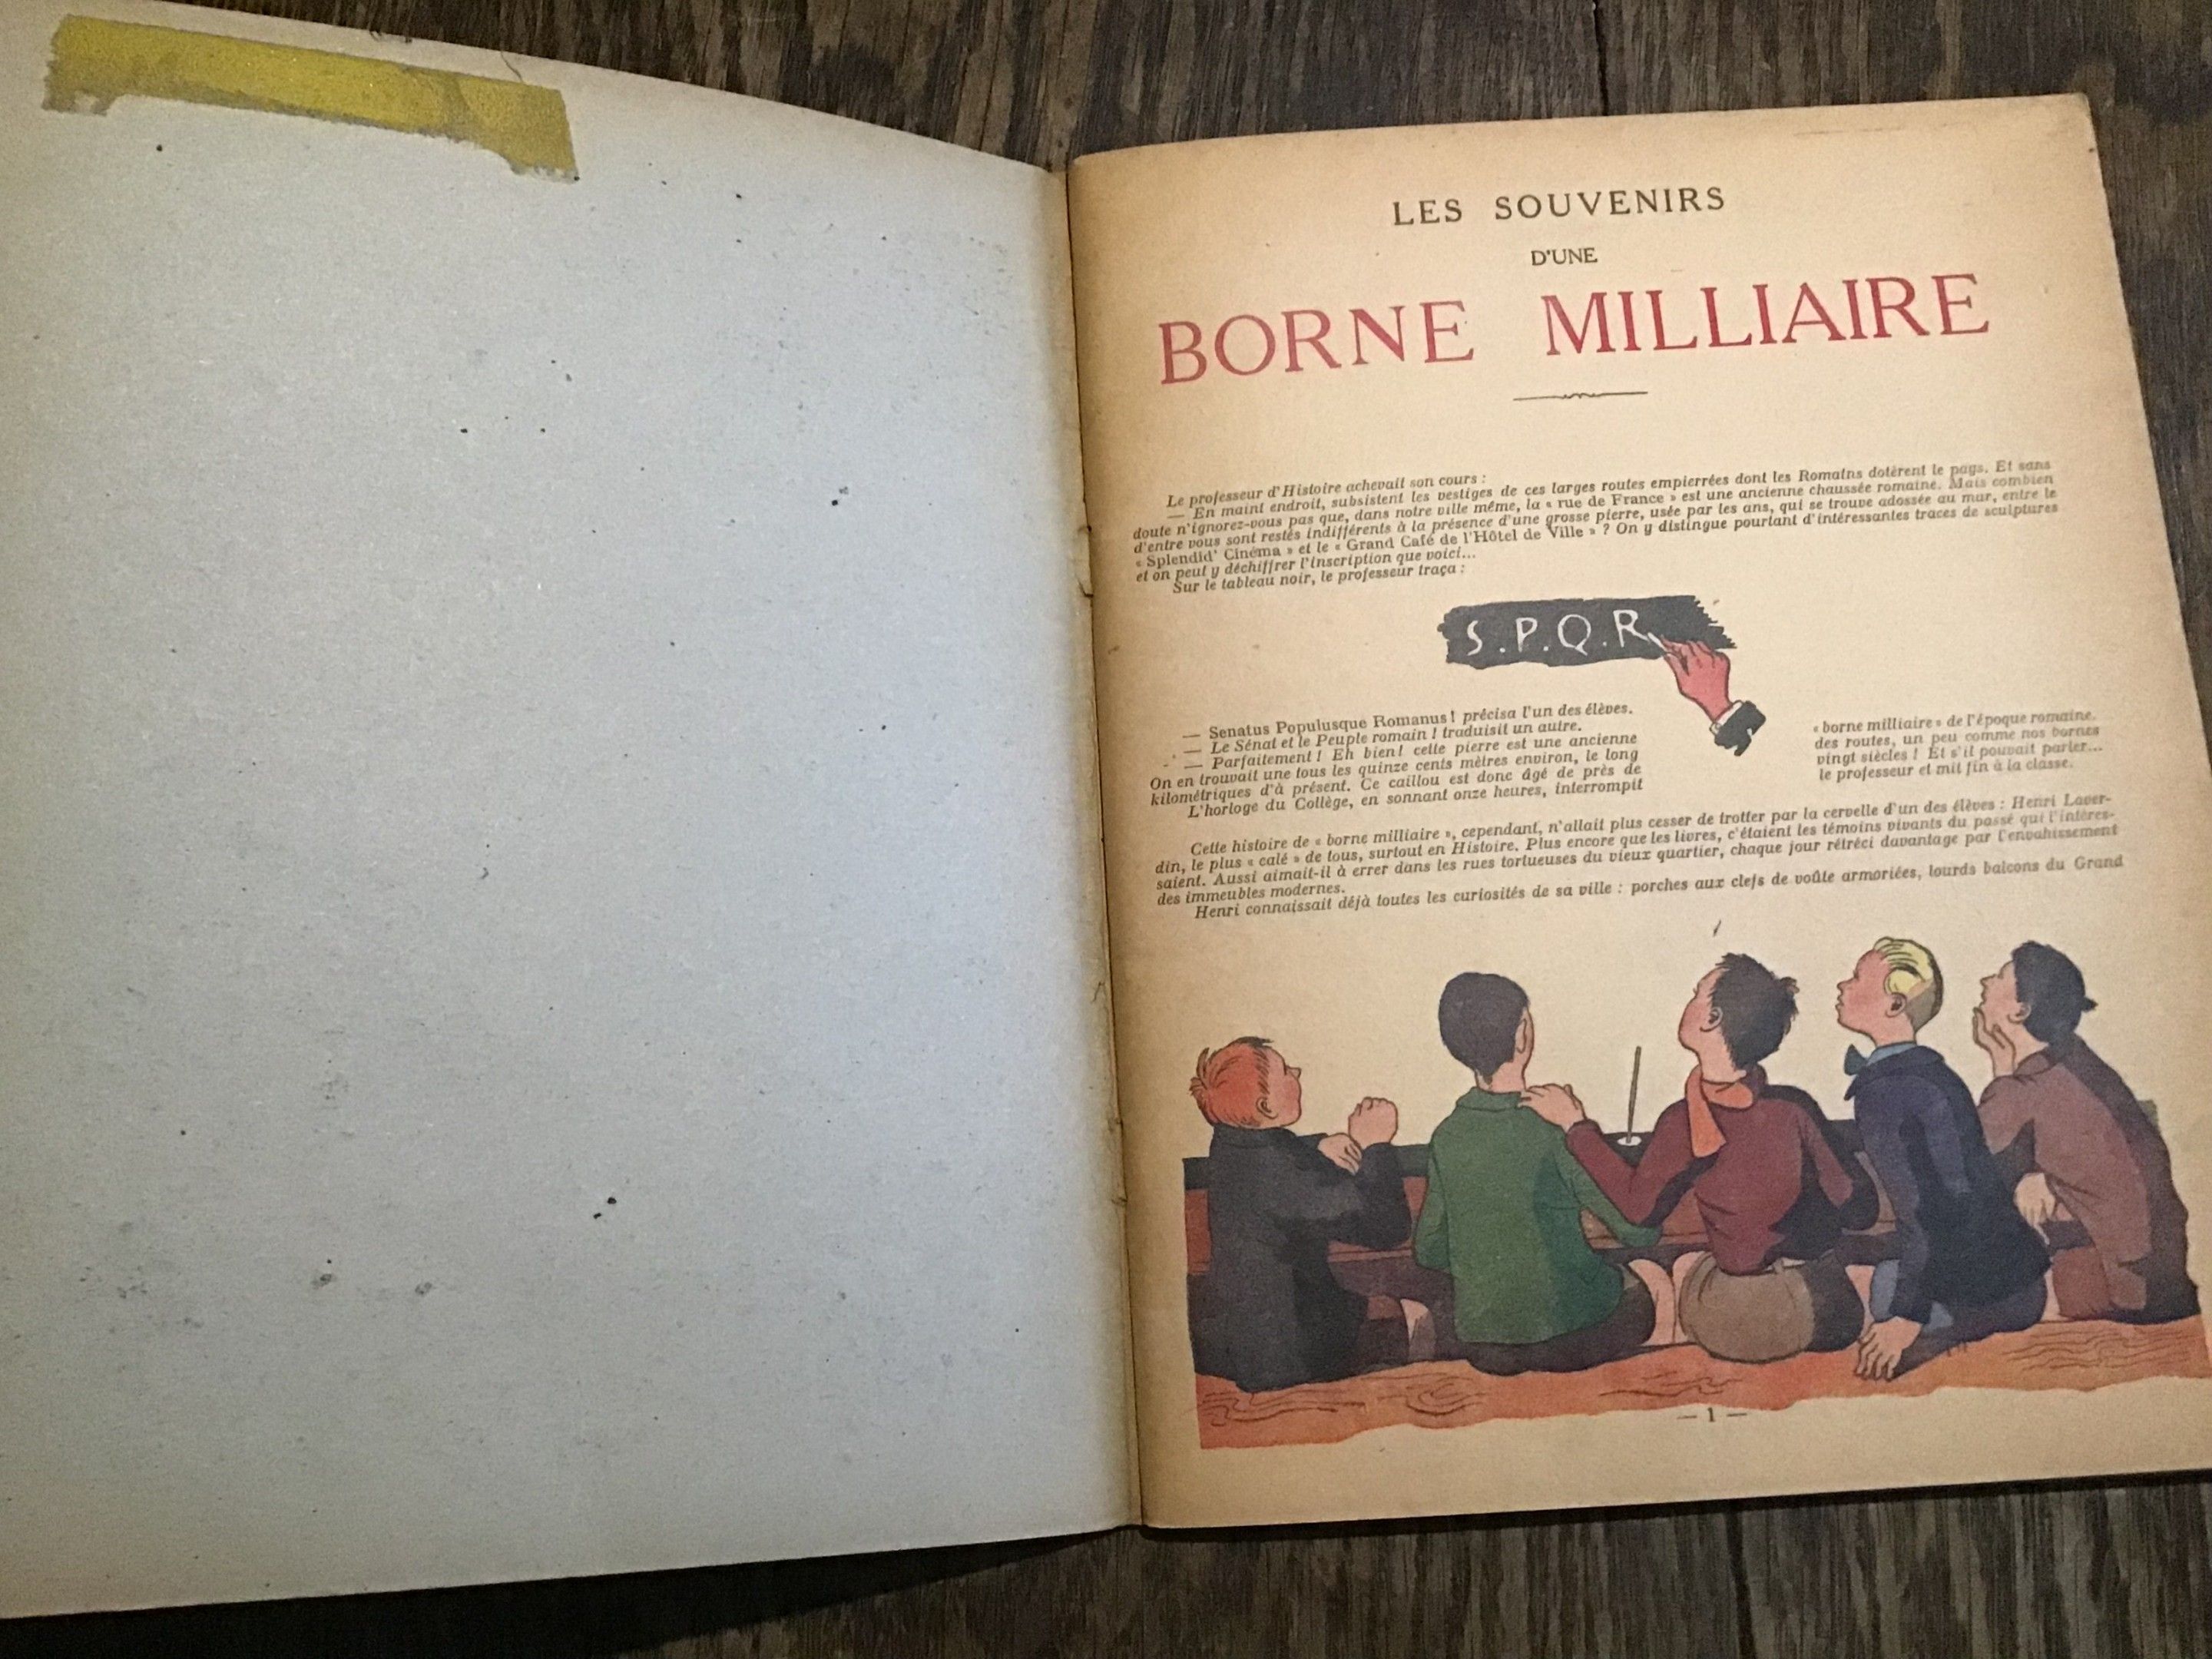 LES SOUVENIRS
D'UNE
BORNE MILLIAIRE
Le professeur d'Histoire achevait son cours :
— En maint endroit, subsistent les vestiges de ces larges routes empierrées dont les Romains dotèrent le pays. Et sans
doute n'ignorez-vous pas que, dans notre ville même, la « rue de France » est une ancienne chaussée romaine. Mais combien
d'entre vous sont restés indifférents à la présence d'une grosse pierre, usée par les ans, qui se trouve adossée au mur, entre le
« Splendid' Cinéma » et le « Grand Café de l'Hôtel de Ville » ? On y distingue pourtant d'intéressantes traces de sculptures
et on peut y déchiffrer l'inscription que voici...
Sur le tableau noir, le professeur traça :
S.P.Q.R
— Senatus Populusque Romanus ! précisa l'un des élèves.
— Le Sénat et le Peuple romain ! traduisit un autre.
— Parfaitement ! Eh bien ! cette pierre est une ancienne « borne milliaire » de l'époque romaine.
On en trouvait une tous les quinze cents mètres environ, le long des routes, un peu comme nos bornes
kilométriques d'à présent. Ce caillou est donc âgé de près de vingt siècles ! Et s'il pouvait parler...
L'horloge du Collège, en sonnant onze heures, interrompit le professeur et mit fin à la classe.
Cette histoire de « borne milliaire », cependant, n'allait plus cesser de trotter par la cervelle d'un des élèves : Henri Laver-
din, le plus « calé » de tous, surtout en Histoire. Plus encore que les livres, c'étaient les témoins vivants du passé qui l'intéres-
saient. Aussi aimait-il à errer dans les rues tortueuses du vieux quartier, chaque jour rétréci davantage par l'envahissement
des immeubles modernes.
Henri connaissait déjà toutes les curiosités de sa ville : porches aux clefs de voûte armoriées, lourds balcons du Grand
— 1 —